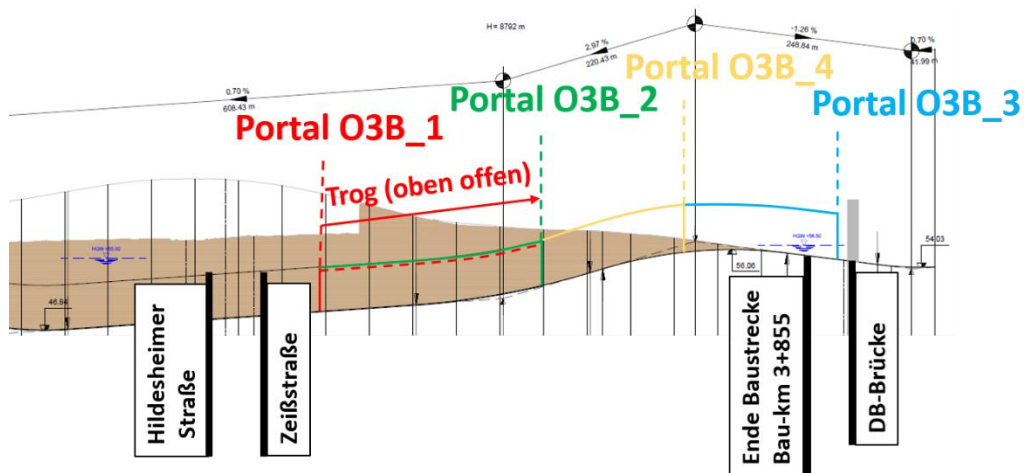 H = 8792 m
-1.26 %
248.84 m
0.70 %
41.99 m
2.97 %
220.43 m
0.70 %
608.43 m
Portal O3B_4
Portal O3B_2
Portal O3B_3
Portal O3B_1
Trog (oben offen)
54.03
56.06
46.84
Hildesheimer
Straße
Zeißstraße
Ende Baustrecke
Bau-km 3+855
DB-Brücke